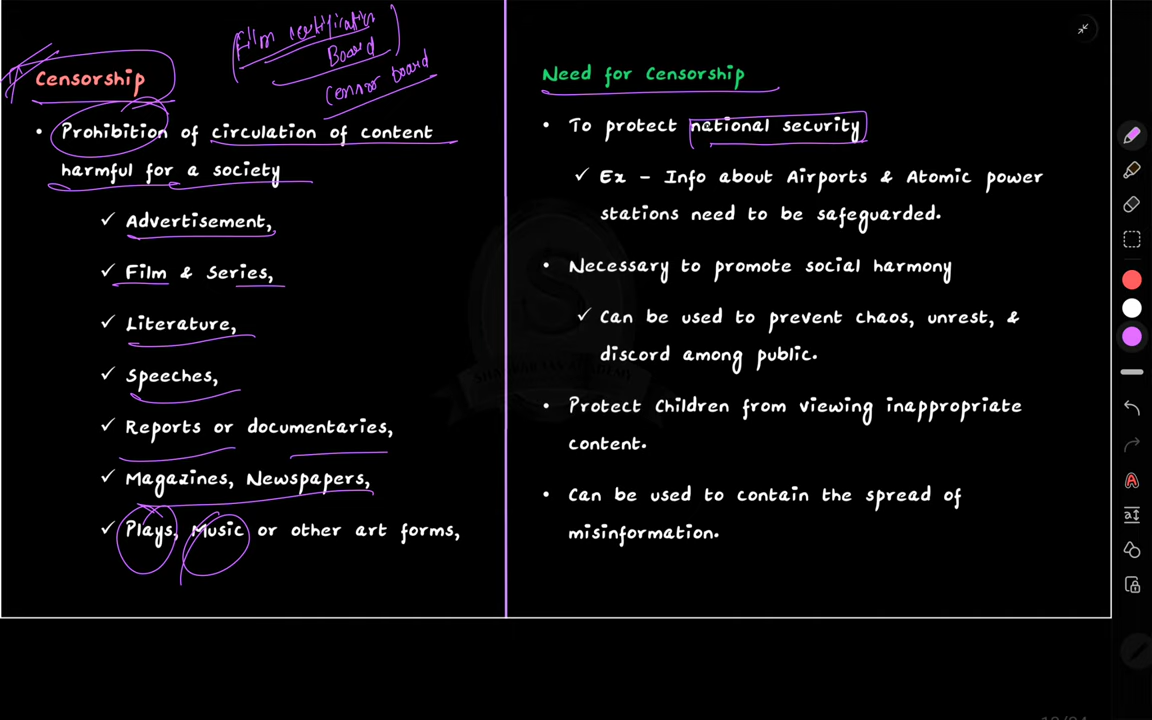 Film certification
Board
Censor board
Censorship
• Prohibition of circulation of content
harmful for a society
✓ Advertisement,
✓ Film & Series,
✓ Literature,
✓ Speeches,
✓ Reports or documentaries,
✓ Magazines, Newspapers,
✓ Plays, Music or other art forms,
Need for Censorship
• To protect national security
✓ Ex - Info about Airports & Atomic power
stations need to be safeguarded.
• Necessary to promote social harmony
✓ Can be used to prevent chaos, unrest, &
discord among public.
• Protect Children from viewing inappropriate
content.
• Can be used to contain the spread of
misinformation.